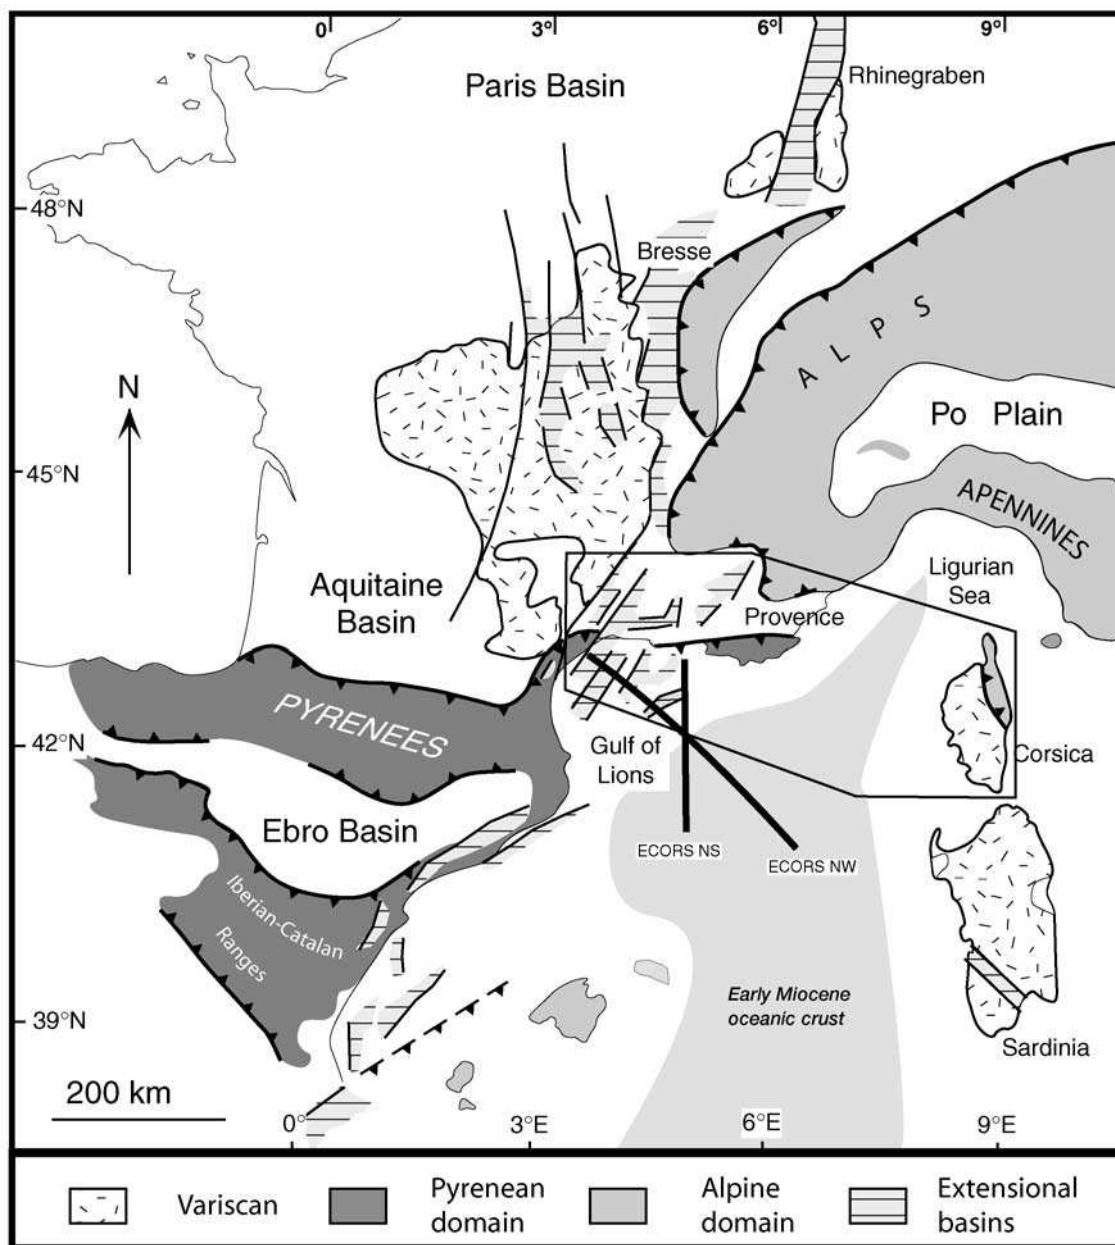 0°
3°
6°
9°
Paris Basin
Rhinegraben
48°N
Bresse
ALPS
N
Po Plain
45°N
APENNINES
Aquitaine
Basin
Ligurian
Sea
Provence
PYRENEES
42°N
Gulf of
Lions
Corsica
Ebro Basin
ECORS NS
ECORS NW
Iberian-Catalan
Ranges
Early Miocene
oceanic crust
39°N
Sardinia
200 km
0°
3°E
6°E
9°E
Variscan
Pyrenean
domain
Alpine
domain
Extensional
basins